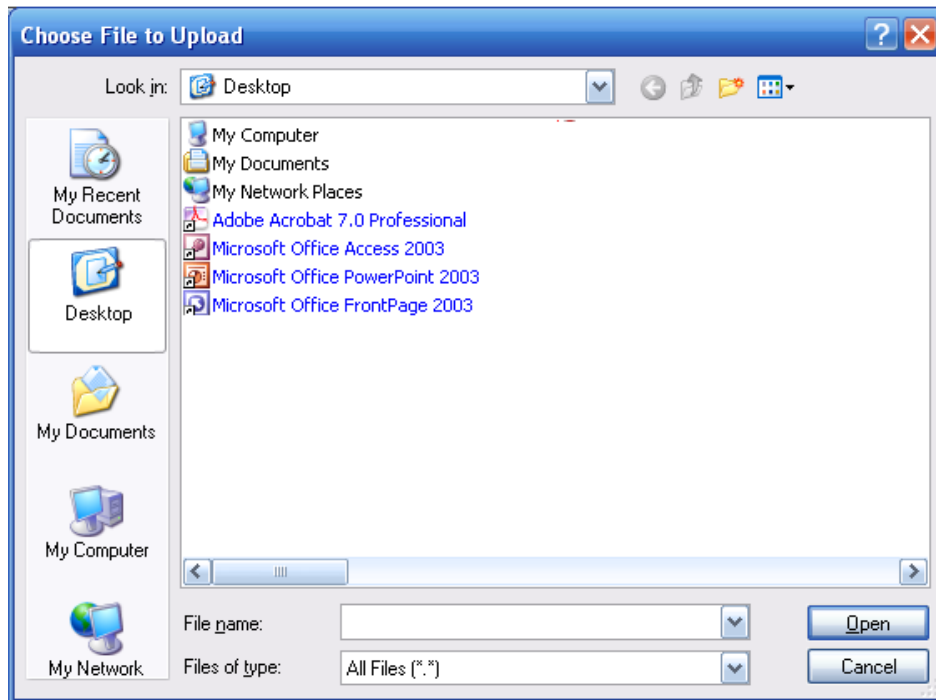 Choose File to Upload
Look in:
Desktop
My Recent
Documents
Desktop
My Documents
My Computer
My Network
My Computer
My Documents
My Network Places
Adobe Acrobat 7.0 Professional
Microsoft Office Access 2003
Microsoft Office PowerPoint 2003
Microsoft Office FrontPage 2003
File name:
Open
Files of type:
All Files (*.*)
Cancel